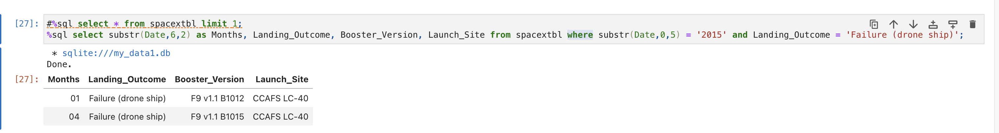 [27]: #%sql select * from spacextbl limit 1;
%sql select substr(Date,6,2) as Months, Landing_Outcome, Booster_Version, Launch_Site from spacextbl where substr(Date,0,5) = '2015' and Landing_Outcome = 'Failure (drone ship)';
* sqlite:///my_data1.db
Done.
[27]: Months Landing_Outcome Booster_Version Launch_Site
01 Failure (drone ship) F9 v1.1 B1012 CCAFS LC-40
04 Failure (drone ship) F9 v1.1 B1015 CCAFS LC-40